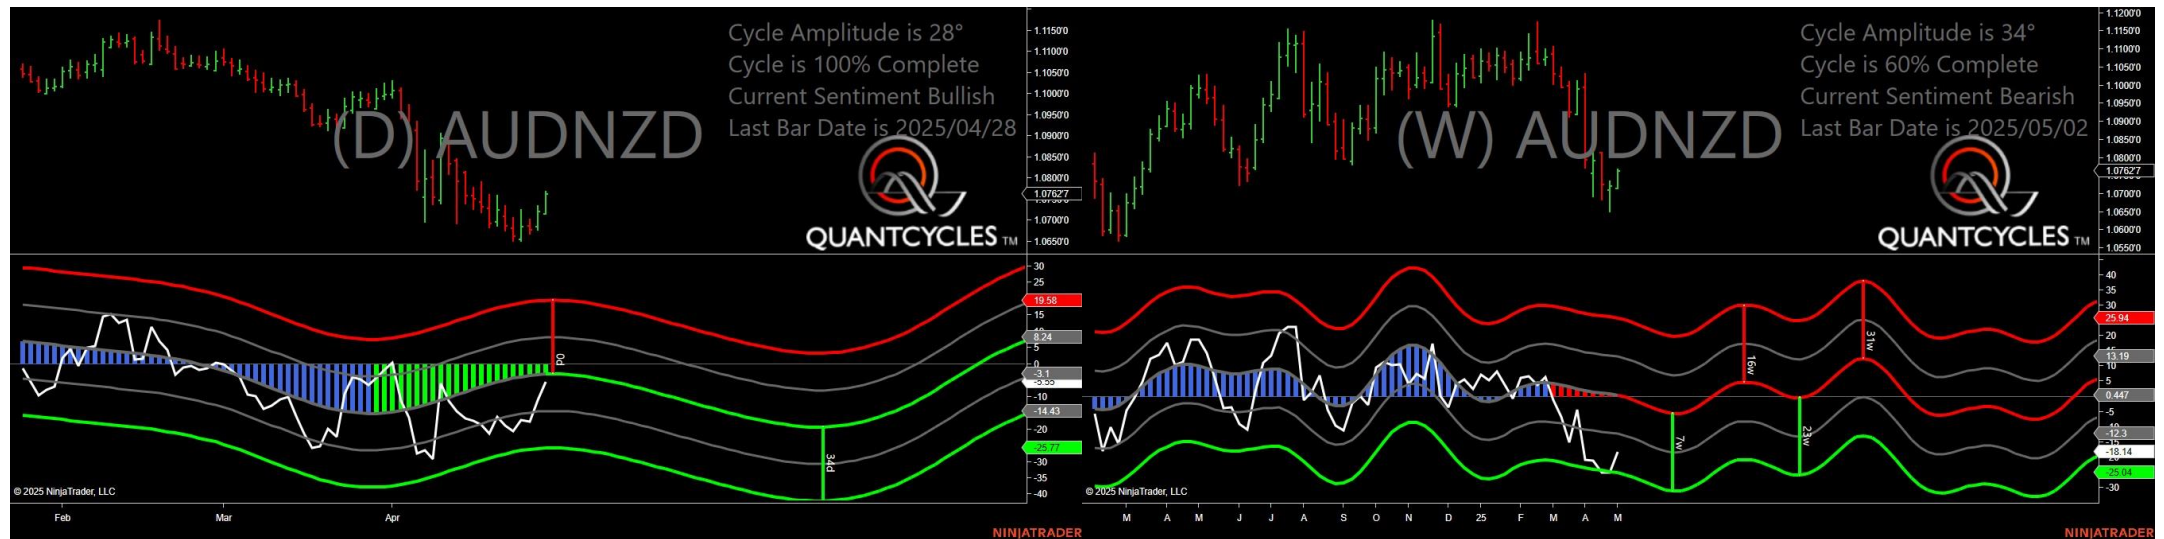 Cycle Amplitude is 28°
Cycle is 100% Complete
Current Sentiment Bullish
Last Bar Date is 2025/04/28
(D) AUDNZD
QUANTCYCLES TM
1.1150'0
1.1100'0
1.1050'0
1.1000'0
1.0950'0
1.0900'0
1.0850'0
1.0800'0
1.0762'7
1.0700'0
1.0650'0
30
25
19.58
15
8.24
5
0
-3.1
-5.55
-10
-14.43
-20
-25.77
-30
-35
-40
0d
34d
© 2025 NinjaTrader, LLC
Feb
Mar
Apr
NINJATRADER
Cycle Amplitude is 34°
Cycle is 60% Complete
Current Sentiment Bearish
Last Bar Date is 2025/05/02
(W) AUDNZD
QUANTCYCLES TM
1.1200'0
1.1150'0
1.1100'0
1.1050'0
1.1000'0
1.0950'0
1.0900'0
1.0850'0
1.0800'0
1.0762'7
1.0700'0
1.0650'0
1.0600'0
1.0550'0
40
35
30
25.94
20
13.19
10
5
0.447
-5
-12.3
-18.14
-25.04
-30
7w
16w
23w
31w
© 2025 NinjaTrader, LLC
M
A
M
J
J
A
S
O
N
D
25
F
M
A
M
NINJATRADER